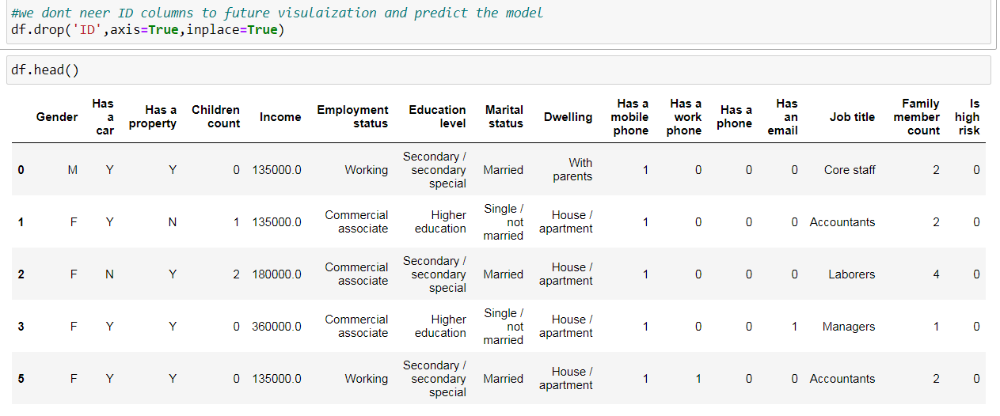 #we dont neer ID columns to future visulaization and predict the model
df.drop('ID',axis=True,inplace=True)
df.head()
Gender Has a car Has a property Children count Income Employment status Education level Marital status Dwelling Has a mobile phone Has a work phone Has a phone Has an email Job title Family member count Is high risk
0 M Y Y 0 135000.0 Working Secondary / secondary special Married With parents 1 0 0 0 Core staff 2 0
1 F Y N 1 135000.0 Commercial associate Higher education Single / not married House / apartment 1 0 0 0 Accountants 2 0
2 F N Y 2 180000.0 Commercial associate Secondary / secondary special Married House / apartment 1 0 0 0 Laborers 4 0
3 F Y Y 0 360000.0 Commercial associate Higher education Single / not married House / apartment 1 0 0 1 Managers 1 0
5 F Y Y 0 135000.0 Working Secondary / secondary special Married House / apartment 1 1 0 0 Accountants 2 0